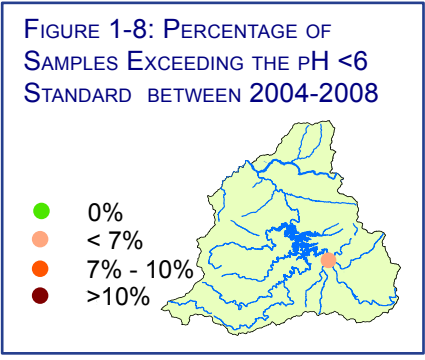 FIGURE 1-8: PERCENTAGE OF
SAMPLES EXCEEDING THE PH <6
STANDARD BETWEEN 2004-2008
0%
< 7%
7% - 10%
>10%